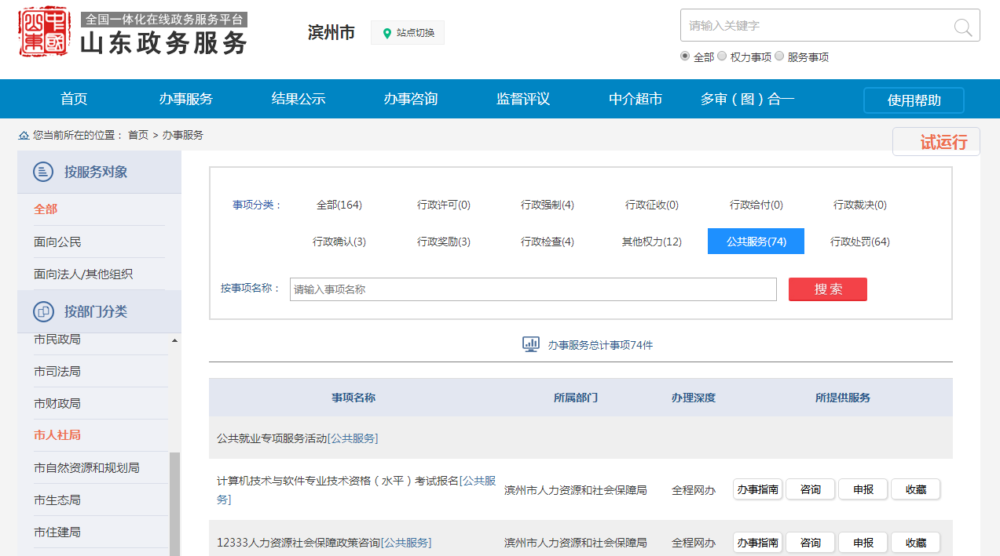 全国一体化在线政务服务平台
山东政务服务
滨州市
站点切换
请输入关键字
全部 权力事项 服务事项
首页 办事服务 结果公示 办事咨询 监督评议 中介超市 多审（图）合一 使用帮助
您当前所在的位置： 首页 > 办事服务
试运行
按服务对象
全部
面向公民
面向法人/其他组织
按部门分类
市民政局
市司法局
市财政局
市人社局
市自然资源和规划局
市生态局
市住建局
事项分类： 全部(164) 行政许可(0) 行政强制(4) 行政征收(0) 行政给付(0) 行政裁决(0)
行政确认(3) 行政奖励(3) 行政检查(4) 其他权力(12) 公共服务(74) 行政处罚(64)
按事项名称： 请输入事项名称 搜 索
办事服务总计事项74件
事项名称 所属部门 办理深度 所提供服务
公共就业专项服务活动[公共服务]
计算机技术与软件专业技术资格（水平）考试报名[公共服
务]
滨州市人力资源和社会保障局 全程网办 办事指南 咨询 申报 收藏
12333人力资源社会保障政策咨询[公共服务] 滨州市人力资源和社会保障局 全程网办 办事指南 咨询 申报 收藏